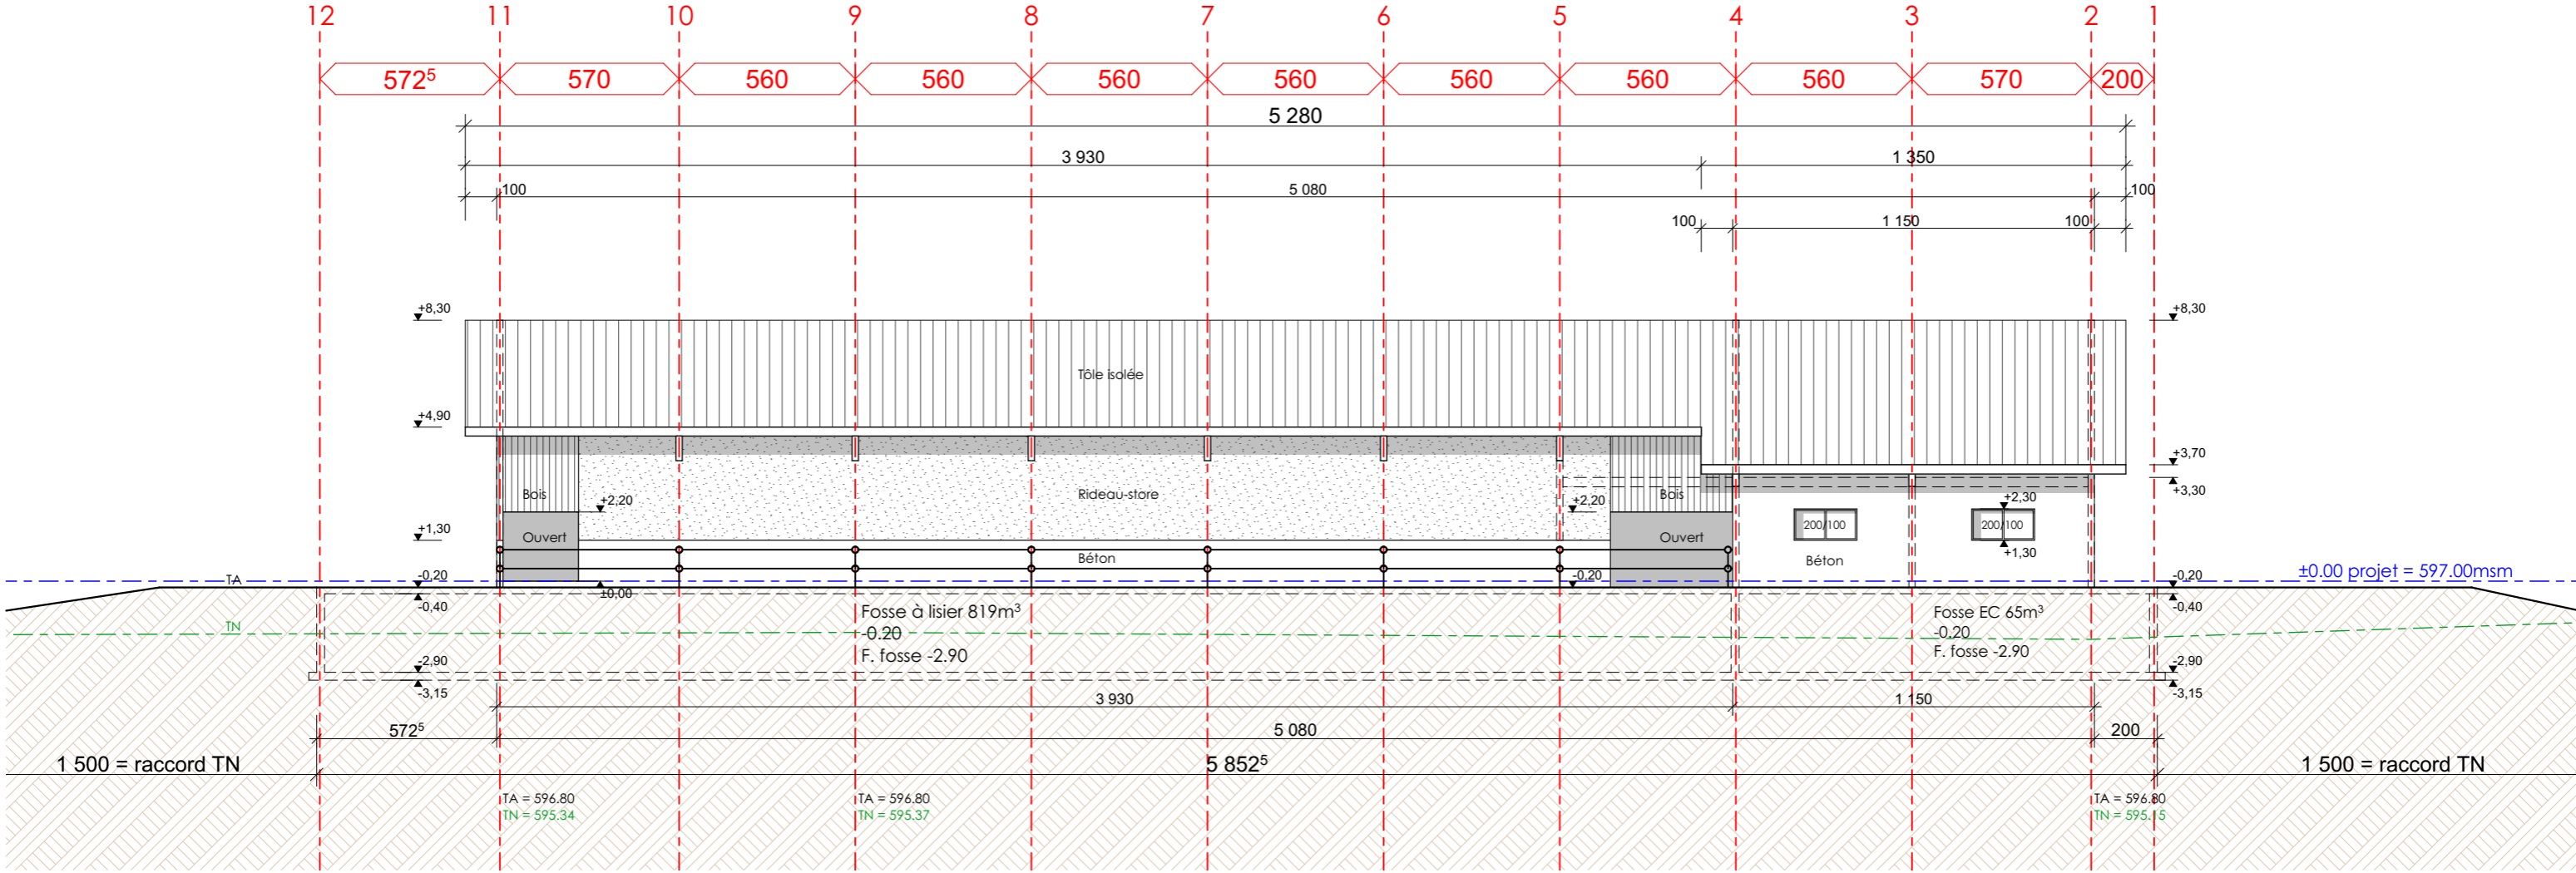 12 11 10 9 8 7 6 5 4 3 2 1
572⁵ 570 560 560 560 560 560 560 560 570 200
5 280
3 930 1 350
100 5 080 100
100 1 150 100
+8,30 +8,30
Tôle isolée
+4,90
+3,70
Bois +2,20 Rideau-store +2,20 Bois +3,30
+2,30
200/100 200/100
+1,30 Ouvert Ouvert
+1,30
Béton Béton
TA -0,20 -0,20 -0,20 ±0.00 projet = 597.00msm
±0,00
-0,40 -0,40
Fosse à lisier 819m³ Fosse EC 65m³
TN -0.20 -0.20
F. fosse -2.90 F. fosse -2.90
-2,90 -2,90
-3,15 -3,15
3 930 1 150
572⁵ 5 080 200
1 500 = raccord TN 5 852⁵ 1 500 = raccord TN
TA = 596.80 TA = 596.80 TA = 596.80
TN = 595.34 TN = 595.37 TN = 595.15